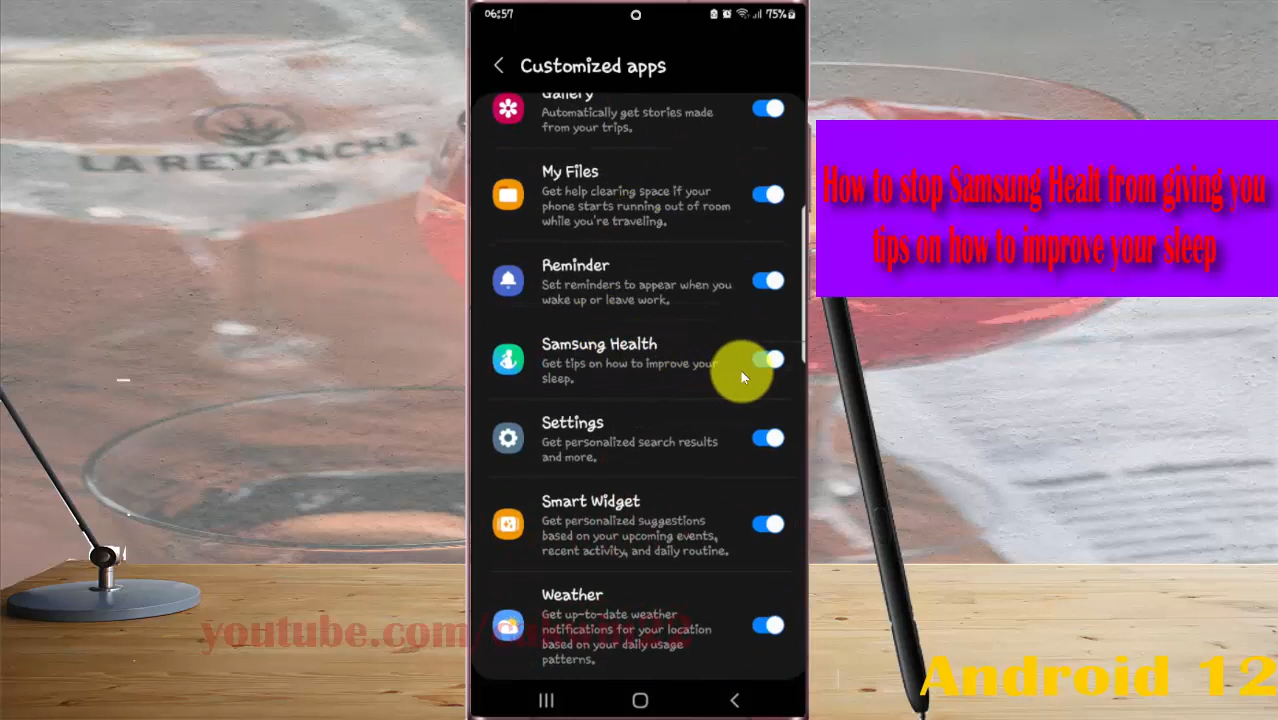 06:57
75%
Customized apps
Gallery
Automatically get stories made
from your trips.
My Files
Get help clearing space if your
phone starts running out of room
while you're traveling.
Reminder
Set reminders to appear when you
wake up or leave work.
Samsung Health
Get tips on how to improve your
sleep.
Settings
Get personalized search results
and more.
Smart Widget
Get personalized suggestions
based on your upcoming events,
recent activity, and daily routine.
Weather
Get up-to-date weather
notifications for your location
based on your daily usage
patterns.
LA REVANCHA
How to stop Samsung Healt from giving you
tips on how to improve your sleep
youtube.com/
Android 12